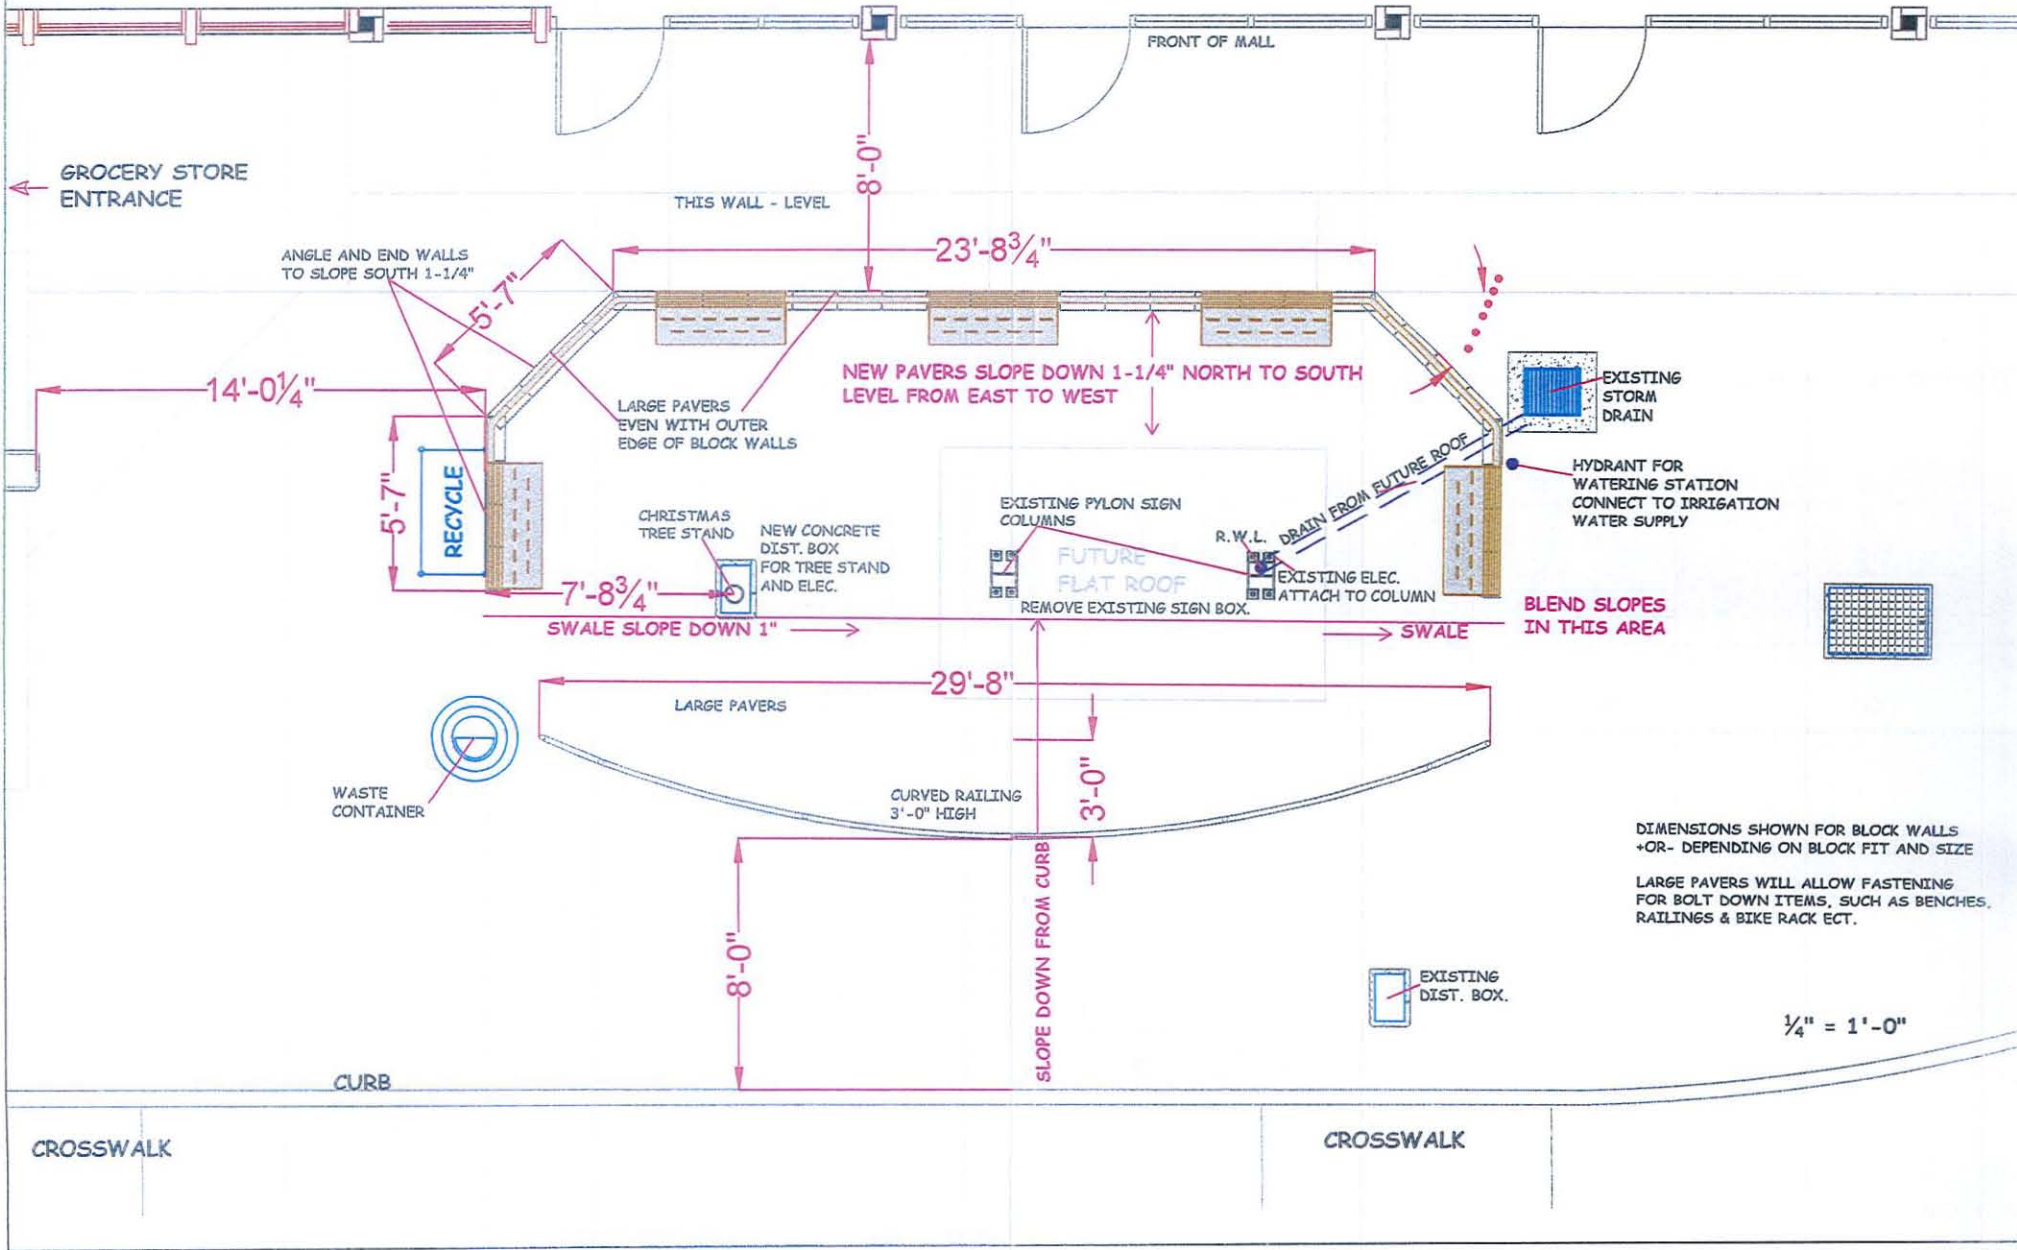 FRONT OF MALL
GROCERY STORE
ENTRANCE
8'-0"
THIS WALL - LEVEL
23'-8¾"
ANGLE AND END WALLS
TO SLOPE SOUTH 1-1/4"
5'-7"
14'-0¼"
NEW PAVERS SLOPE DOWN 1-1/4" NORTH TO SOUTH
LEVEL FROM EAST TO WEST
EXISTING
STORM
DRAIN
LARGE PAVERS
EVEN WITH OUTER
EDGE OF BLOCK WALLS
5'-7"
RECYCLE
DRAIN FROM FUTURE ROOF
HYDRANT FOR
WATERING STATION
CONNECT TO IRRIGATION
WATER SUPPLY
EXISTING PYLON SIGN
COLUMNS
CHRISTMAS
TREE STAND
NEW CONCRETE
DIST. BOX
FOR TREE STAND
AND ELEC.
R.W.L.
FUTURE
FLAT ROOF
EXISTING ELEC.
ATTACH TO COLUMN
7'-8¾"
REMOVE EXISTING SIGN BOX.
BLEND SLOPES
IN THIS AREA
SWALE SLOPE DOWN 1"
SWALE
29'-8"
LARGE PAVERS
WASTE
CONTAINER
CURVED RAILING
3'-0" HIGH
3'-0"
DIMENSIONS SHOWN FOR BLOCK WALLS
+OR- DEPENDING ON BLOCK FIT AND SIZE
LARGE PAVERS WILL ALLOW FASTENING
FOR BOLT DOWN ITEMS, SUCH AS BENCHES,
RAILINGS & BIKE RACK ECT.
8'-0"
SLOPE DOWN FROM CURB
EXISTING
DIST. BOX.
¼" = 1'-0"
CURB
CROSSWALK
CROSSWALK